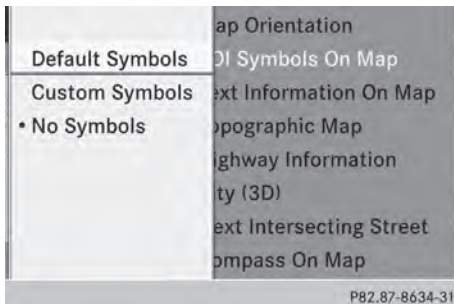 ap Orientation
Default Symbols
OI Symbols On Map
Custom Symbols
ext Information On Map
• No Symbols
opographic Map
ighway Information
ty (3D)
ext Intersecting Street
ompass On Map
P82.87-8634-31